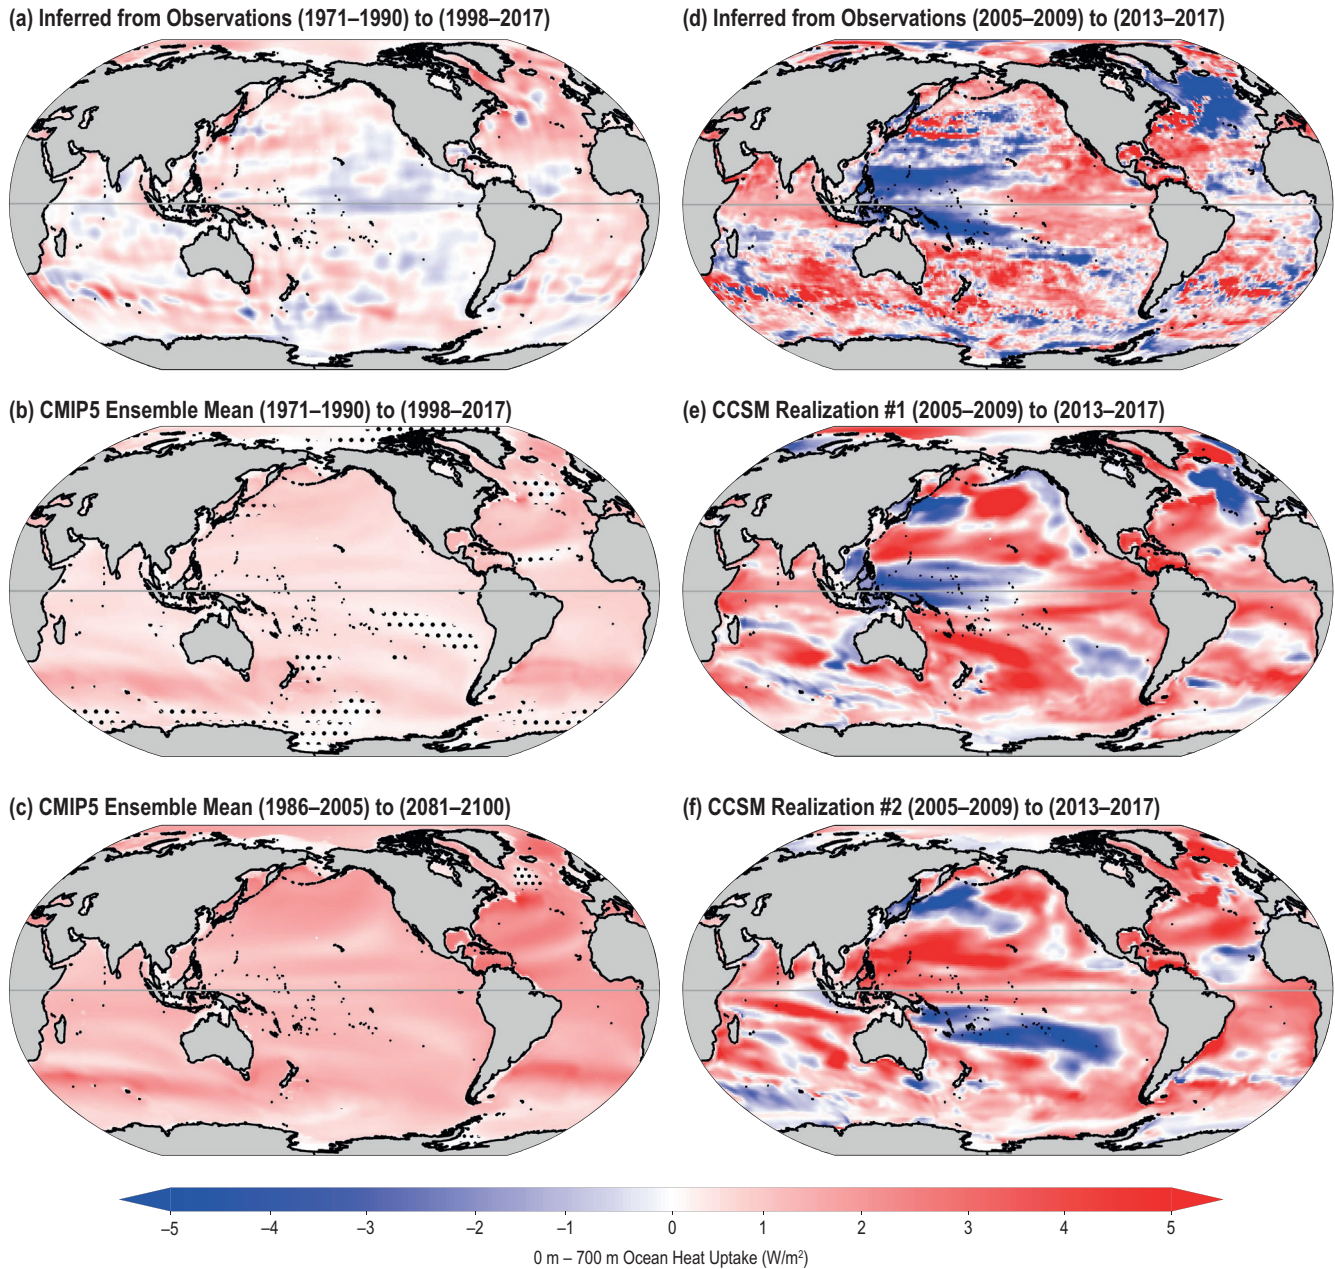 (a) Inferred from Observations (1971–1990) to (1998–2017)
(d) Inferred from Observations (2005–2009) to (2013–2017)
(b) CMIP5 Ensemble Mean (1971–1990) to (1998–2017)
(e) CCSM Realization #1 (2005–2009) to (2013–2017)
(c) CMIP5 Ensemble Mean (1986–2005) to (2081–2100)
(f) CCSM Realization #2 (2005–2009) to (2013–2017)
–5 –4 –3 –2 –1 0 1 2 3 4 5
0 m – 700 m Ocean Heat Uptake (W/m²)